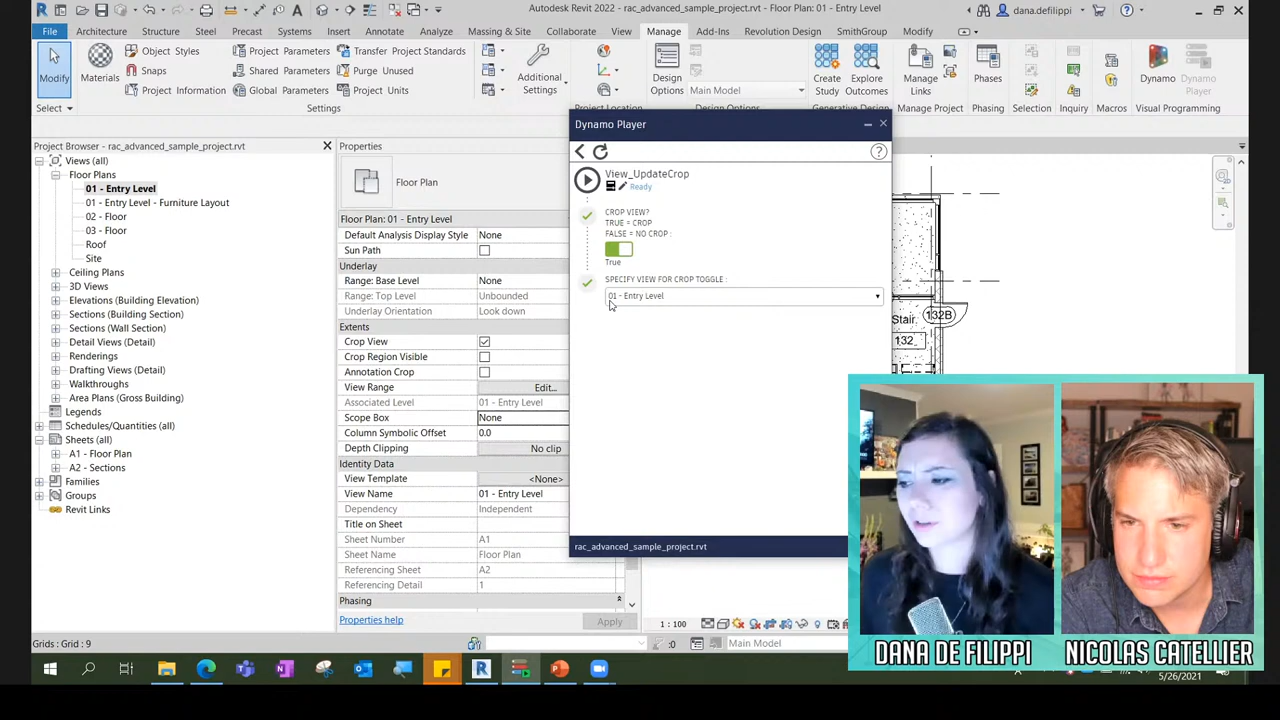 Autodesk Revit 2022 - rac_advanced_sample_project.rvt - Floor Plan: 01 - Entry Level
dana.defilippi
File Architecture Structure Steel Precast Systems Insert Annotate Analyze Massing & Site Collaborate View Manage Add-Ins Revolution Design SmithGroup Modify
Modify
Materials
Object Styles
Snaps
Project Information
Project Parameters
Shared Parameters
Global Parameters
Transfer Project Standards
Purge Unused
Project Units
Additional Settings
Design Options
Main Model
Create Study
Explore Outcomes
Manage Links
Phases
Dynamo
Dynamo Player
Select
Settings
Project Location
Design Options
Generative Design
Manage Project
Phasing
Selection
Inquiry
Macros
Visual Programming
Project Browser - rac_advanced_sample_project.rvt
Views (all)
Floor Plans
01 - Entry Level
01 - Entry Level - Furniture Layout
02 - Floor
03 - Floor
Roof
Site
Ceiling Plans
3D Views
Elevations (Building Elevation)
Sections (Building Section)
Sections (Wall Section)
Detail Views (Detail)
Renderings
Drafting Views (Detail)
Walkthroughs
Area Plans (Gross Building)
Legends
Schedules/Quantities (all)
Sheets (all)
A1 - Floor Plan
A2 - Sections
Families
Groups
Revit Links
Properties
Floor Plan
Floor Plan: 01 - Entry Level
Default Analysis Display Style None
Sun Path
Underlay
Range: Base Level None
Range: Top Level Unbounded
Underlay Orientation Look down
Extents
Crop View
Crop Region Visible
Annotation Crop
View Range Edit...
Associated Level 01 - Entry Level
Scope Box None
Column Symbolic Offset 0.0
Depth Clipping No clip
Identity Data
View Template <None>
View Name 01 - Entry Level
Dependency Independent
Title on Sheet
Sheet Number A1
Sheet Name Floor Plan
Referencing Sheet A2
Referencing Detail 1
Phasing
Properties help
Apply
Dynamo Player
View_UpdateCrop
Ready
CROP VIEW?
TRUE = CROP
FALSE = NO CROP :
True
SPECIFY VIEW FOR CROP TOGGLE :
01 - Entry Level
rac_advanced_sample_project.rvt
Stair
132
132B
1 : 100
Grids : Grid : 9
:0
Main Model
DANA DE FILIPPI
NICOLAS CATELLIER
5/26/2021